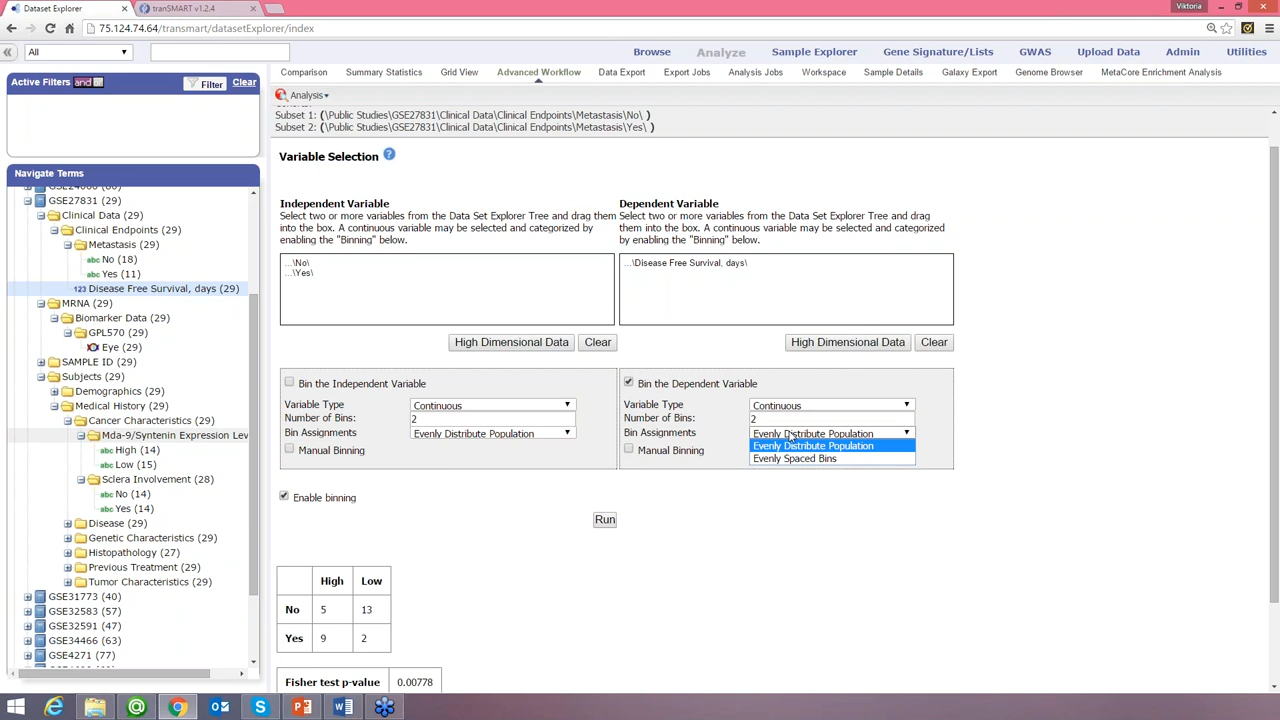 Dataset Explorer
tranSMART v1.2.4
Viktoria
75.124.74.64/transmart/datasetExplorer/index
All
Browse
Analyze
Sample Explorer
Gene Signature/Lists
GWAS
Upload Data
Admin
Utilities
Active Filters and
Filter
Clear
Comparison
Summary Statistics
Grid View
Advanced Workflow
Data Export
Export Jobs
Analysis Jobs
Workspace
Sample Details
Galaxy Export
Genome Browser
MetaCore Enrichment Analysis
Analysis
Subset 1: (\Public Studies\GSE27831\Clinical Data\Clinical Endpoints\Metastasis\No\ )
Subset 2: (\Public Studies\GSE27831\Clinical Data\Clinical Endpoints\Metastasis\Yes\ )
Navigate Terms
GSE27831 (29)
Clinical Data (29)
Clinical Endpoints (29)
Metastasis (29)
abc No (18)
abc Yes (11)
123 Disease Free Survival, days (29)
MRNA (29)
Biomarker Data (29)
GPL570 (29)
Eye (29)
SAMPLE ID (29)
Subjects (29)
Demographics (29)
Medical History (29)
Cancer Characteristics (29)
Mda-9/Syntenin Expression Lev
abc High (14)
abc Low (15)
Sclera Involvement (28)
abc No (14)
abc Yes (14)
Disease (29)
Genetic Characteristics (29)
Histopathology (27)
Previous Treatment (29)
Tumor Characteristics (29)
GSE31773 (40)
GSE32583 (57)
GSE32591 (47)
GSE34466 (63)
GSE4271 (77)
Variable Selection ?
Independent Variable
Select two or more variables from the Data Set Explorer Tree and drag them
into the box. A continuous variable may be selected and categorized by
enabling the "Binning" below.
...\No\
...\Yes\
High Dimensional Data
Clear
Dependent Variable
Select two or more variables from the Data Set Explorer Tree and drag
them into the box. A continuous variable may be selected and categorized
by enabling the "Binning" below.
...\Disease Free Survival, days\
High Dimensional Data
Clear
Bin the Independent Variable
Variable Type Continuous
Number of Bins: 2
Bin Assignments Evenly Distribute Population
Manual Binning
Bin the Dependent Variable
Variable Type Continuous
Number of Bins: 2
Bin Assignments Evenly Distribute Population
Evenly Distribute Population
Evenly Spaced Bins
Manual Binning
Enable binning
Run
High Low
No 5 13
Yes 9 2
Fisher test p-value 0.00778